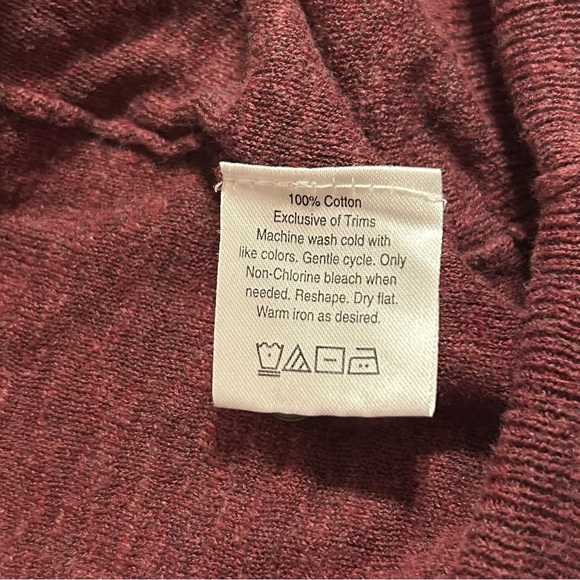 100% Cotton
Exclusive of Trims
Machine wash cold with
like colors. Gentle cycle. Only
Non-Chlorine bleach when
needed. Reshape. Dry flat.
Warm iron as desired.